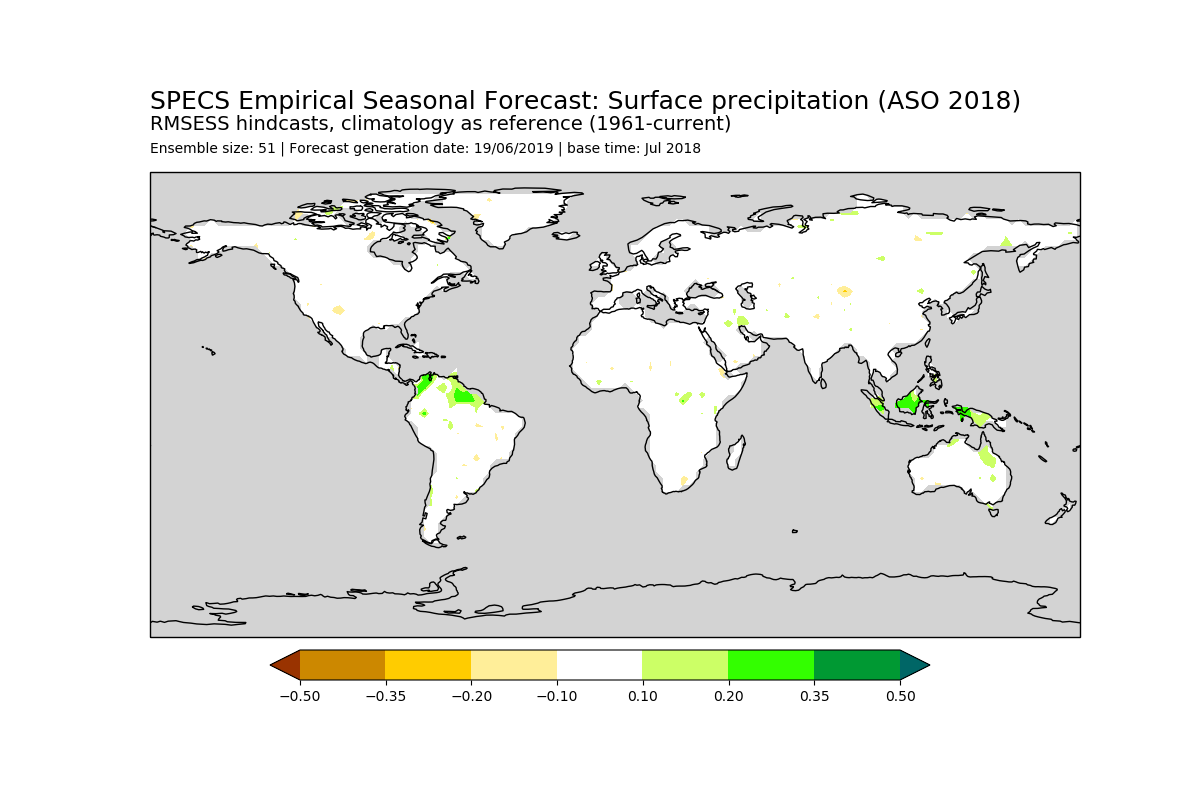 SPECS Empirical Seasonal Forecast: Surface precipitation (ASO 2018)
RMSESS hindcasts, climatology as reference (1961-current)
Ensemble size: 51 | Forecast generation date: 19/06/2019 | base time: Jul 2018
−0.50 −0.35 −0.20 −0.10 0.10 0.20 0.35 0.50